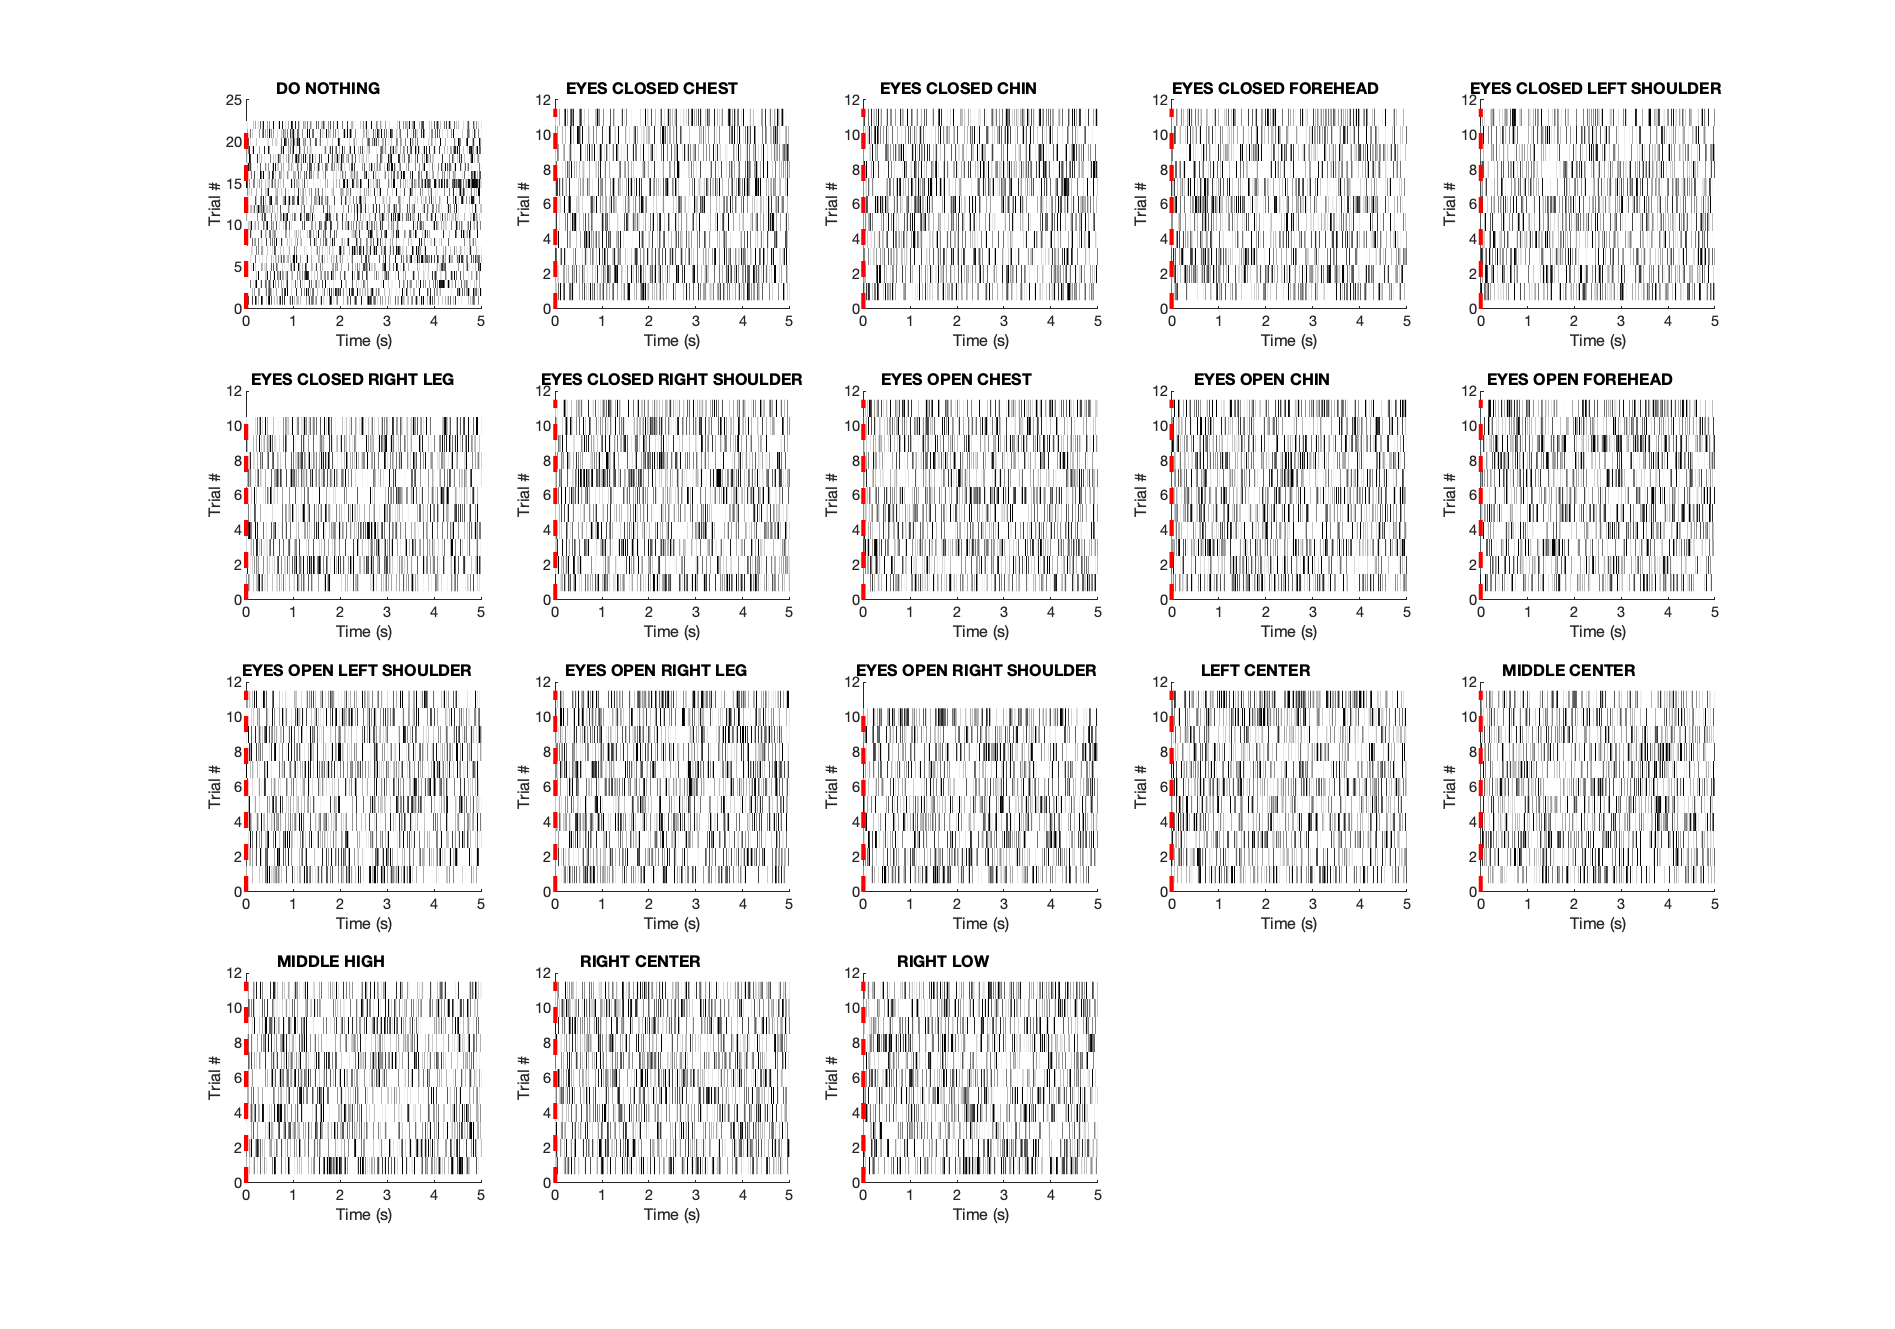 DO NOTHING
25
20
15
10
5
0
Trial #
0 1 2 3 4 5
Time (s)
EYES CLOSED CHEST
12
10
8
6
4
2
0
Trial #
0 1 2 3 4 5
Time (s)
EYES CLOSED CHIN
12
10
8
6
4
2
0
Trial #
0 1 2 3 4 5
Time (s)
EYES CLOSED FOREHEAD
12
10
8
6
4
2
0
Trial #
0 1 2 3 4 5
Time (s)
EYES CLOSED LEFT SHOULDER
12
10
8
6
4
2
0
Trial #
0 1 2 3 4 5
Time (s)
EYES CLOSED RIGHT LEG
12
10
8
6
4
2
0
Trial #
0 1 2 3 4 5
Time (s)
EYES CLOSED RIGHT SHOULDER
12
10
8
6
4
2
0
Trial #
0 1 2 3 4 5
Time (s)
EYES OPEN CHEST
12
10
8
6
4
2
0
Trial #
0 1 2 3 4 5
Time (s)
EYES OPEN CHIN
12
10
8
6
4
2
0
Trial #
0 1 2 3 4 5
Time (s)
EYES OPEN FOREHEAD
12
10
8
6
4
2
0
Trial #
0 1 2 3 4 5
Time (s)
EYES OPEN LEFT SHOULDER
12
10
8
6
4
2
0
Trial #
0 1 2 3 4 5
Time (s)
EYES OPEN RIGHT LEG
12
10
8
6
4
2
0
Trial #
0 1 2 3 4 5
Time (s)
EYES OPEN RIGHT SHOULDER
12
10
8
6
4
2
0
Trial #
0 1 2 3 4 5
Time (s)
LEFT CENTER
12
10
8
6
4
2
0
Trial #
0 1 2 3 4 5
Time (s)
MIDDLE CENTER
12
10
8
6
4
2
0
Trial #
0 1 2 3 4 5
Time (s)
MIDDLE HIGH
12
10
8
6
4
2
0
Trial #
0 1 2 3 4 5
Time (s)
RIGHT CENTER
12
10
8
6
4
2
0
Trial #
0 1 2 3 4 5
Time (s)
RIGHT LOW
12
10
8
6
4
2
0
Trial #
0 1 2 3 4 5
Time (s)